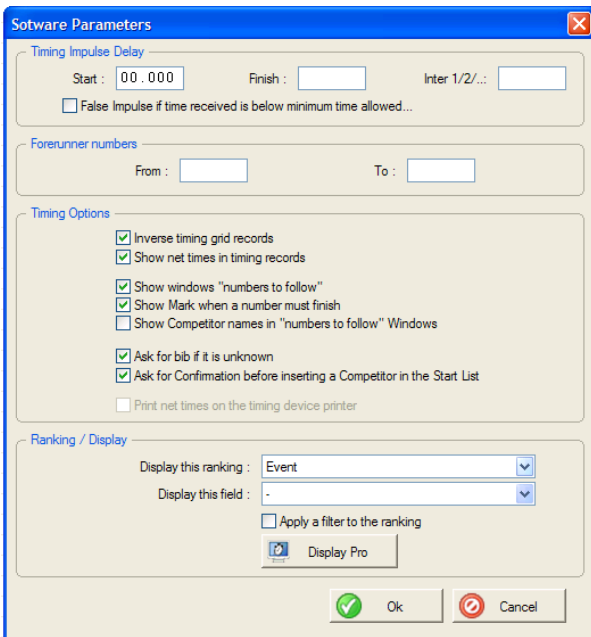 Sotware Parameters
Timing Impulse Delay
Start : 00.000 Finish : Inter 1/2/..:
False Impulse if time received is below minimum time allowed...
Forerunner numbers
From : To :
Timing Options
Inverse timing grid records
Show net times in timing records
Show windows "numbers to follow"
Show Mark when a number must finish
Show Competitor names in "numbers to follow" Windows
Ask for bib if it is unknown
Ask for Confirmation before inserting a Competitor in the Start List
Print net times on the timing device printer
Ranking / Display
Display this ranking : Event
Display this field : -
Apply a filter to the ranking
Display Pro
Ok Cancel